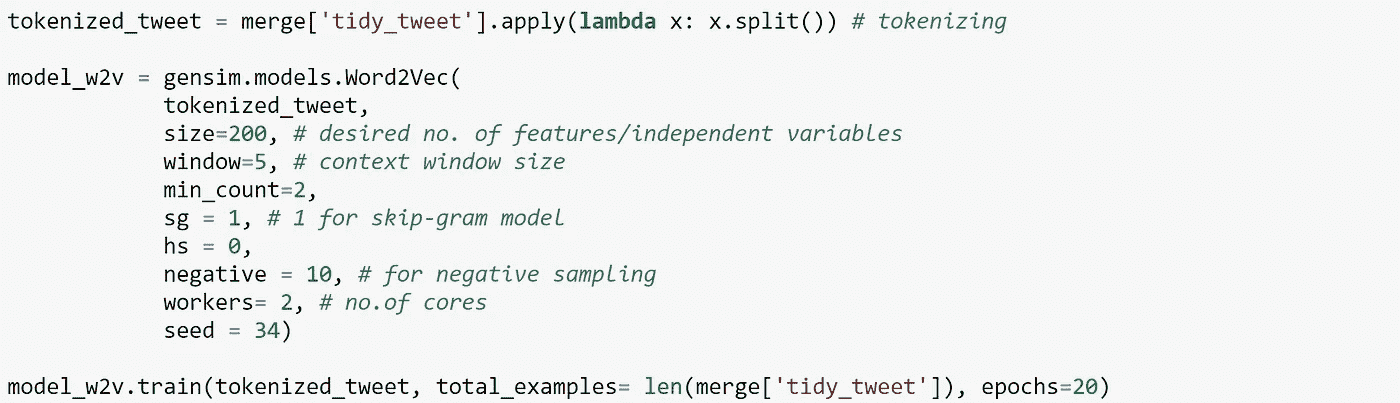 tokenized_tweet = merge['tidy_tweet'].apply(lambda x: x.split()) # tokenizing
model_w2v = gensim.models.Word2Vec(
tokenized_tweet,
size=200, # desired no. of features/independent variables
window=5, # context window size
min_count=2,
sg = 1, # 1 for skip-gram model
hs = 0,
negative = 10, # for negative sampling
workers= 2, # no.of cores
seed = 34)
model_w2v.train(tokenized_tweet, total_examples= len(merge['tidy_tweet']), epochs=20)